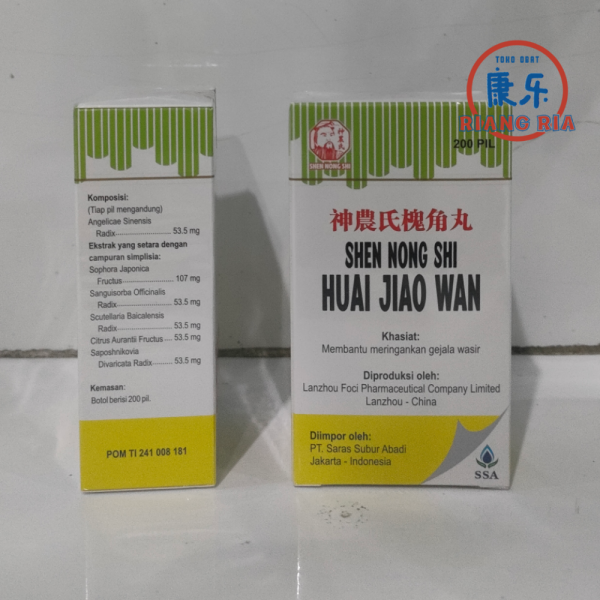 TOKO OBAT
康乐
RIANG RIA
Komposisi:
(Tiap pil mengandung)
Angelicae Sinensis
Radix........................ 53.5 mg
Ekstrak yang setara dengan
campuran simplisia:
Sophora Japonica
Fructus...................... 107 mg
Sanguisorba Officinalis
Radix........................ 53.5 mg
Scutellaria Baicalensis
Radix........................ 53.5 mg
Citrus Aurantii Fructus..... 53.5 mg
Saposhnikovia
Divaricata Radix.......... 53.5 mg
Kemasan:
Botol berisi 200 pil.
POM TI 241 008 181
神農氏
SHEN NONG SHI
200 PIL
神農氏槐角丸
SHEN NONG SHI
HUAI JIAO WAN
Khasiat:
Membantu meringankan gejala wasir
Diproduksi oleh:
Lanzhou Foci Pharmaceutical Company Limited
Lanzhou - China
Diimpor oleh:
PT. Saras Subur Abadi
Jakarta - Indonesia
SSA